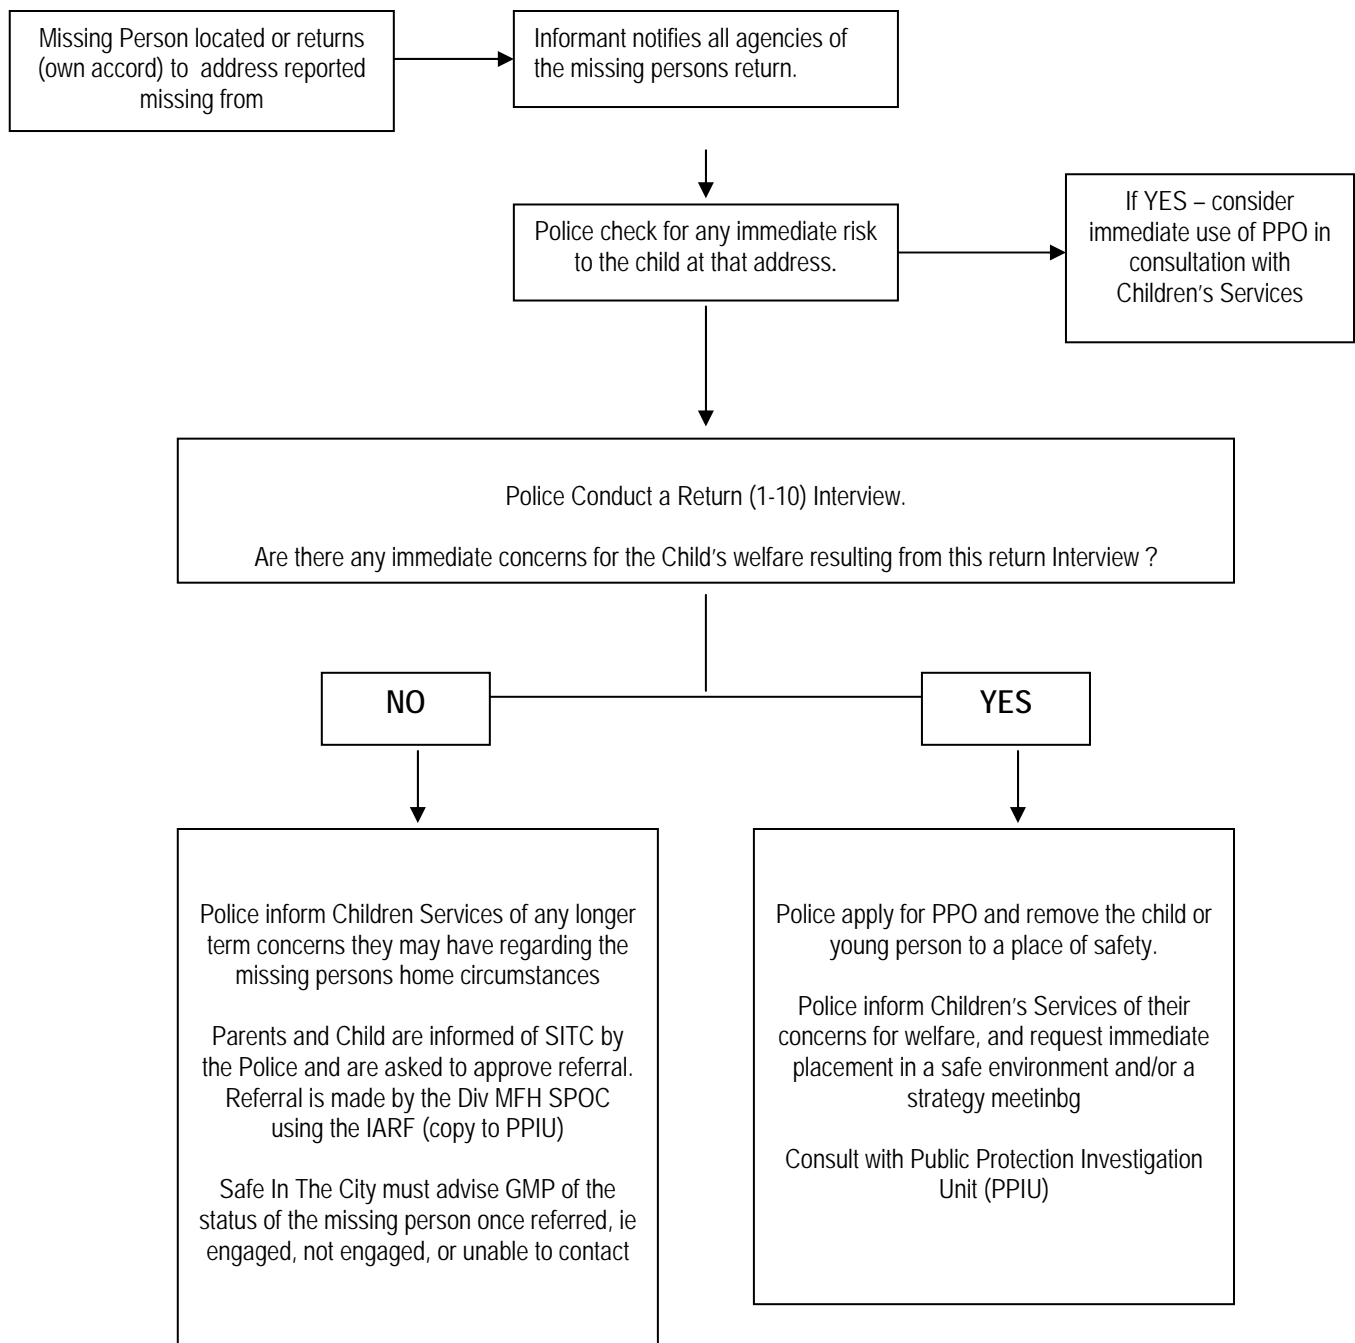 Missing Person located or returns
(own accord) to  address reported
missing from
Informant notifies all agencies of
the missing persons return.
Police check for any immediate risk
to the child at that address.
If YES – consider
immediate use of PPO in
consultation with
Children’s Services
Police Conduct a Return (1-10) Interview.
Are there any immediate concerns for the Child’s welfare resulting from this return Interview ?
NO
YES
Police inform Children Services of any longer
term concerns they may have regarding the
missing persons home circumstances
Parents and Child are informed of SITC by
the Police and are asked to approve referral.
Referral is made by the Div MFH SPOC
using the IARF (copy to PPIU)
Safe In The City must advise GMP of the
status of the missing person once referred, ie
engaged, not engaged, or unable to contact
Police apply for PPO and remove the child or
young person to a place of safety.
Police inform Children’s Services of their
concerns for welfare, and request immediate
placement in a safe environment and/or a
strategy meetinbg
Consult with Public Protection Investigation
Unit (PPIU)